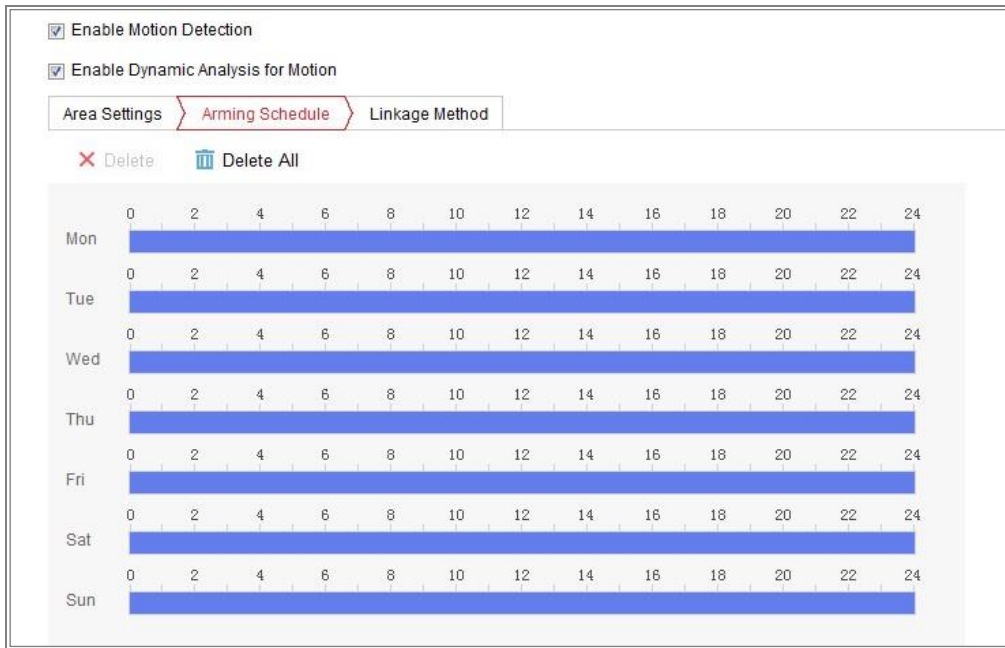 Enable Motion Detection
Enable Dynamic Analysis for Motion
Area Settings Arming Schedule Linkage Method
Delete Delete All
0 2 4 6 8 10 12 14 16 18 20 22 24
Mon
0 2 4 6 8 10 12 14 16 18 20 22 24
Tue
0 2 4 6 8 10 12 14 16 18 20 22 24
Wed
0 2 4 6 8 10 12 14 16 18 20 22 24
Thu
0 2 4 6 8 10 12 14 16 18 20 22 24
Fri
0 2 4 6 8 10 12 14 16 18 20 22 24
Sat
0 2 4 6 8 10 12 14 16 18 20 22 24
Sun